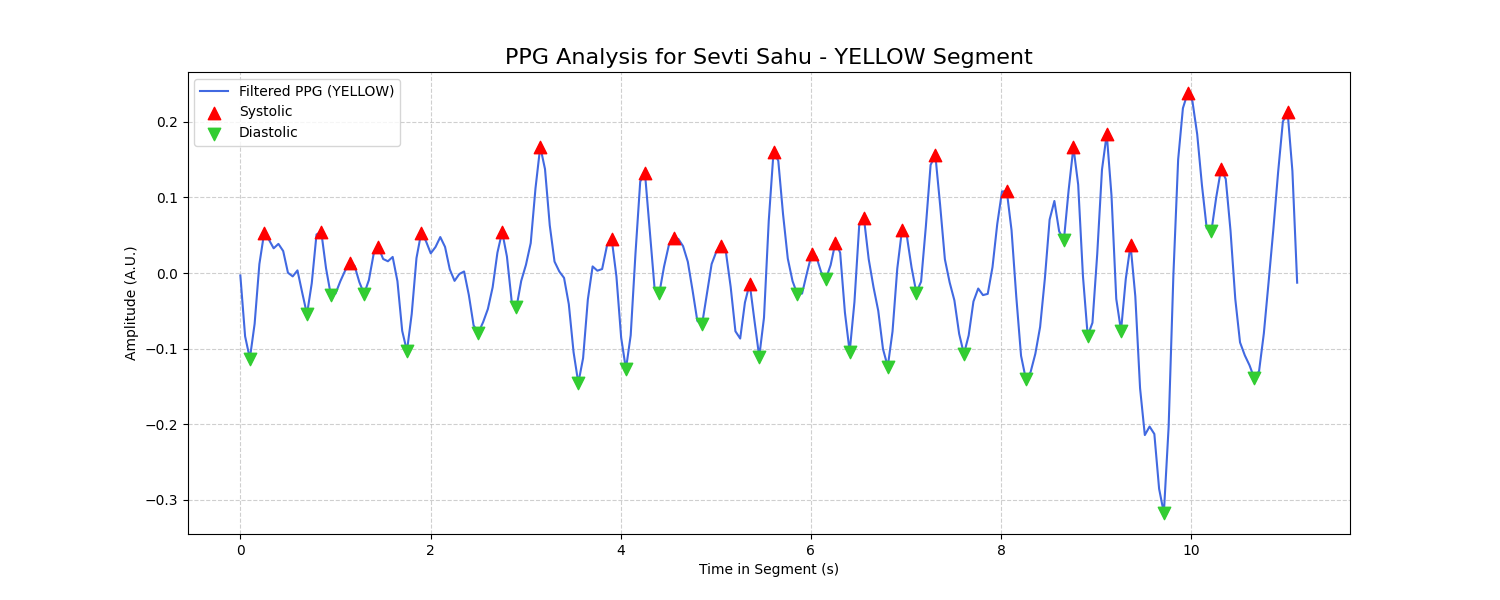 PPG Analysis for Sevti Sahu - YELLOW Segment
Filtered PPG (YELLOW)
Systolic
Diastolic
Amplitude (A.U.)
0.2
0.1
0.0
−0.1
−0.2
−0.3
0 2 4 6 8 10
Time in Segment (s)